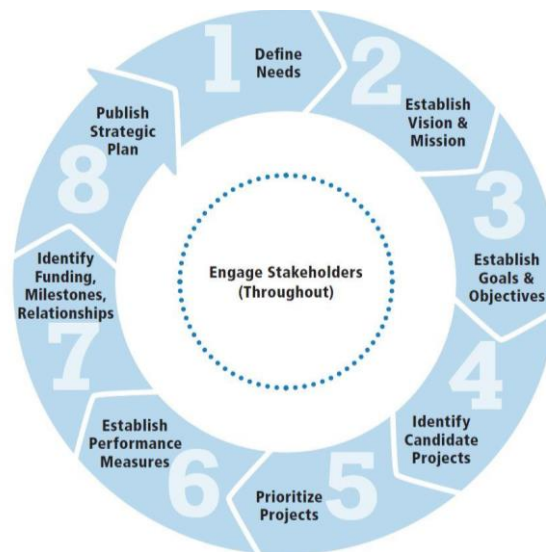 1
Define
Needs
2
Establish
Vision &
Mission
3
Establish
Goals &
Objectives
4
Identify
Candidate
Projects
5
Prioritize
Projects
6
Establish
Performance
Measures
7
Identify
Funding,
Milestones,
Relationships
8
Publish
Strategic
Plan
Engage Stakeholders
(Throughout)